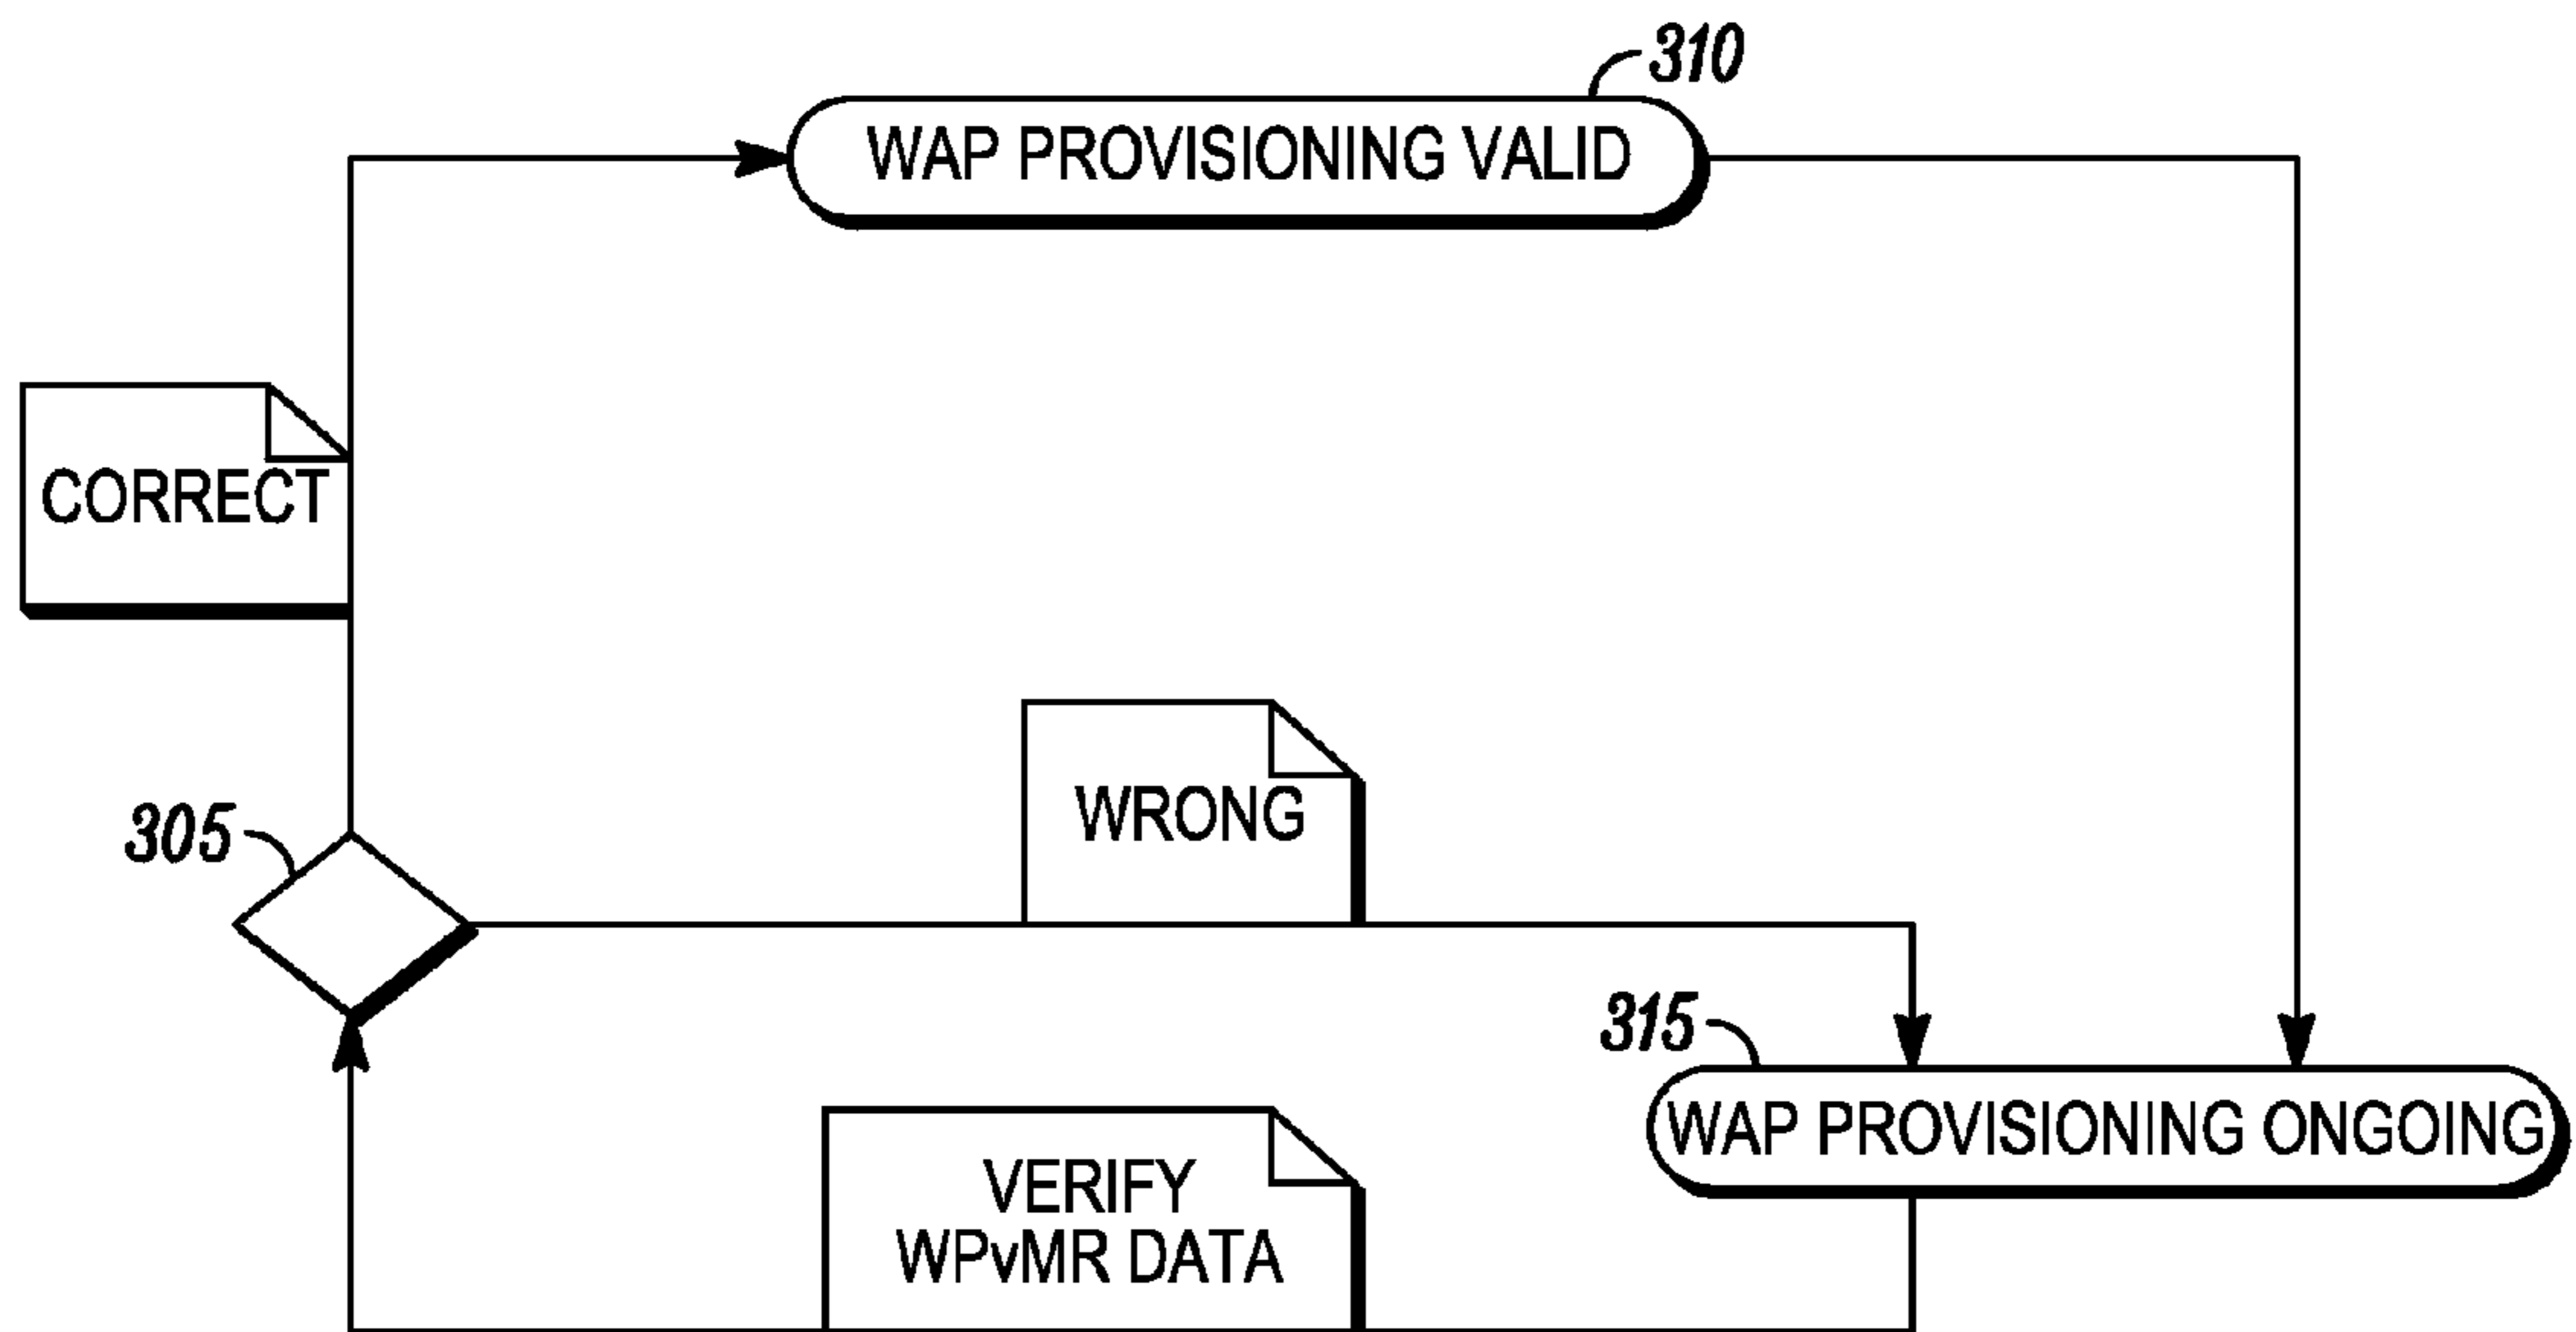 310
WAP PROVISIONING VALID
CORRECT
WRONG
305
315
WAP PROVISIONING ONGOING
VERIFY
WPvMR DATA